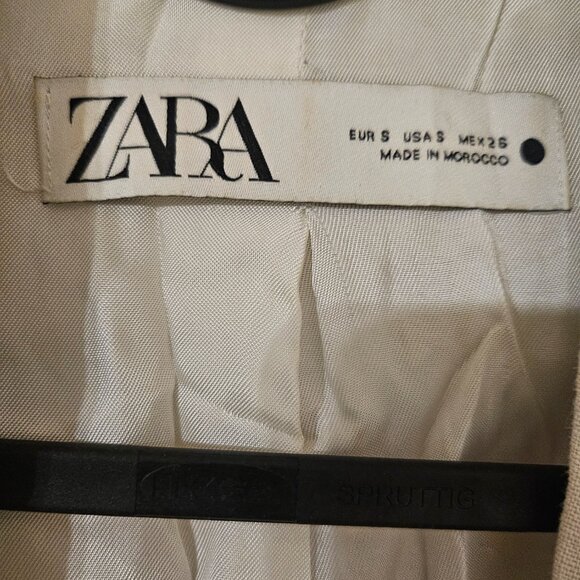 ZARA
EUR S USA S MEX 26
MADE IN MOROCCO
SPRUTTIG